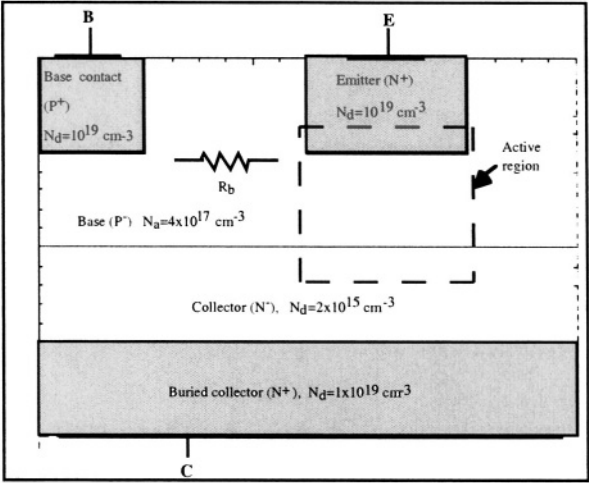 B
E
Base contact
(P+)
Nd=10^19 cm-3
Emitter (N+)
Nd=10^19 cm^-3
Active
region
Rb
Base (P-) Na=4x10^17 cm^-3
Collector (N-), Nd=2x10^15 cm^-3
Buried collector (N+), Nd=1x10^19 cm^-3
C